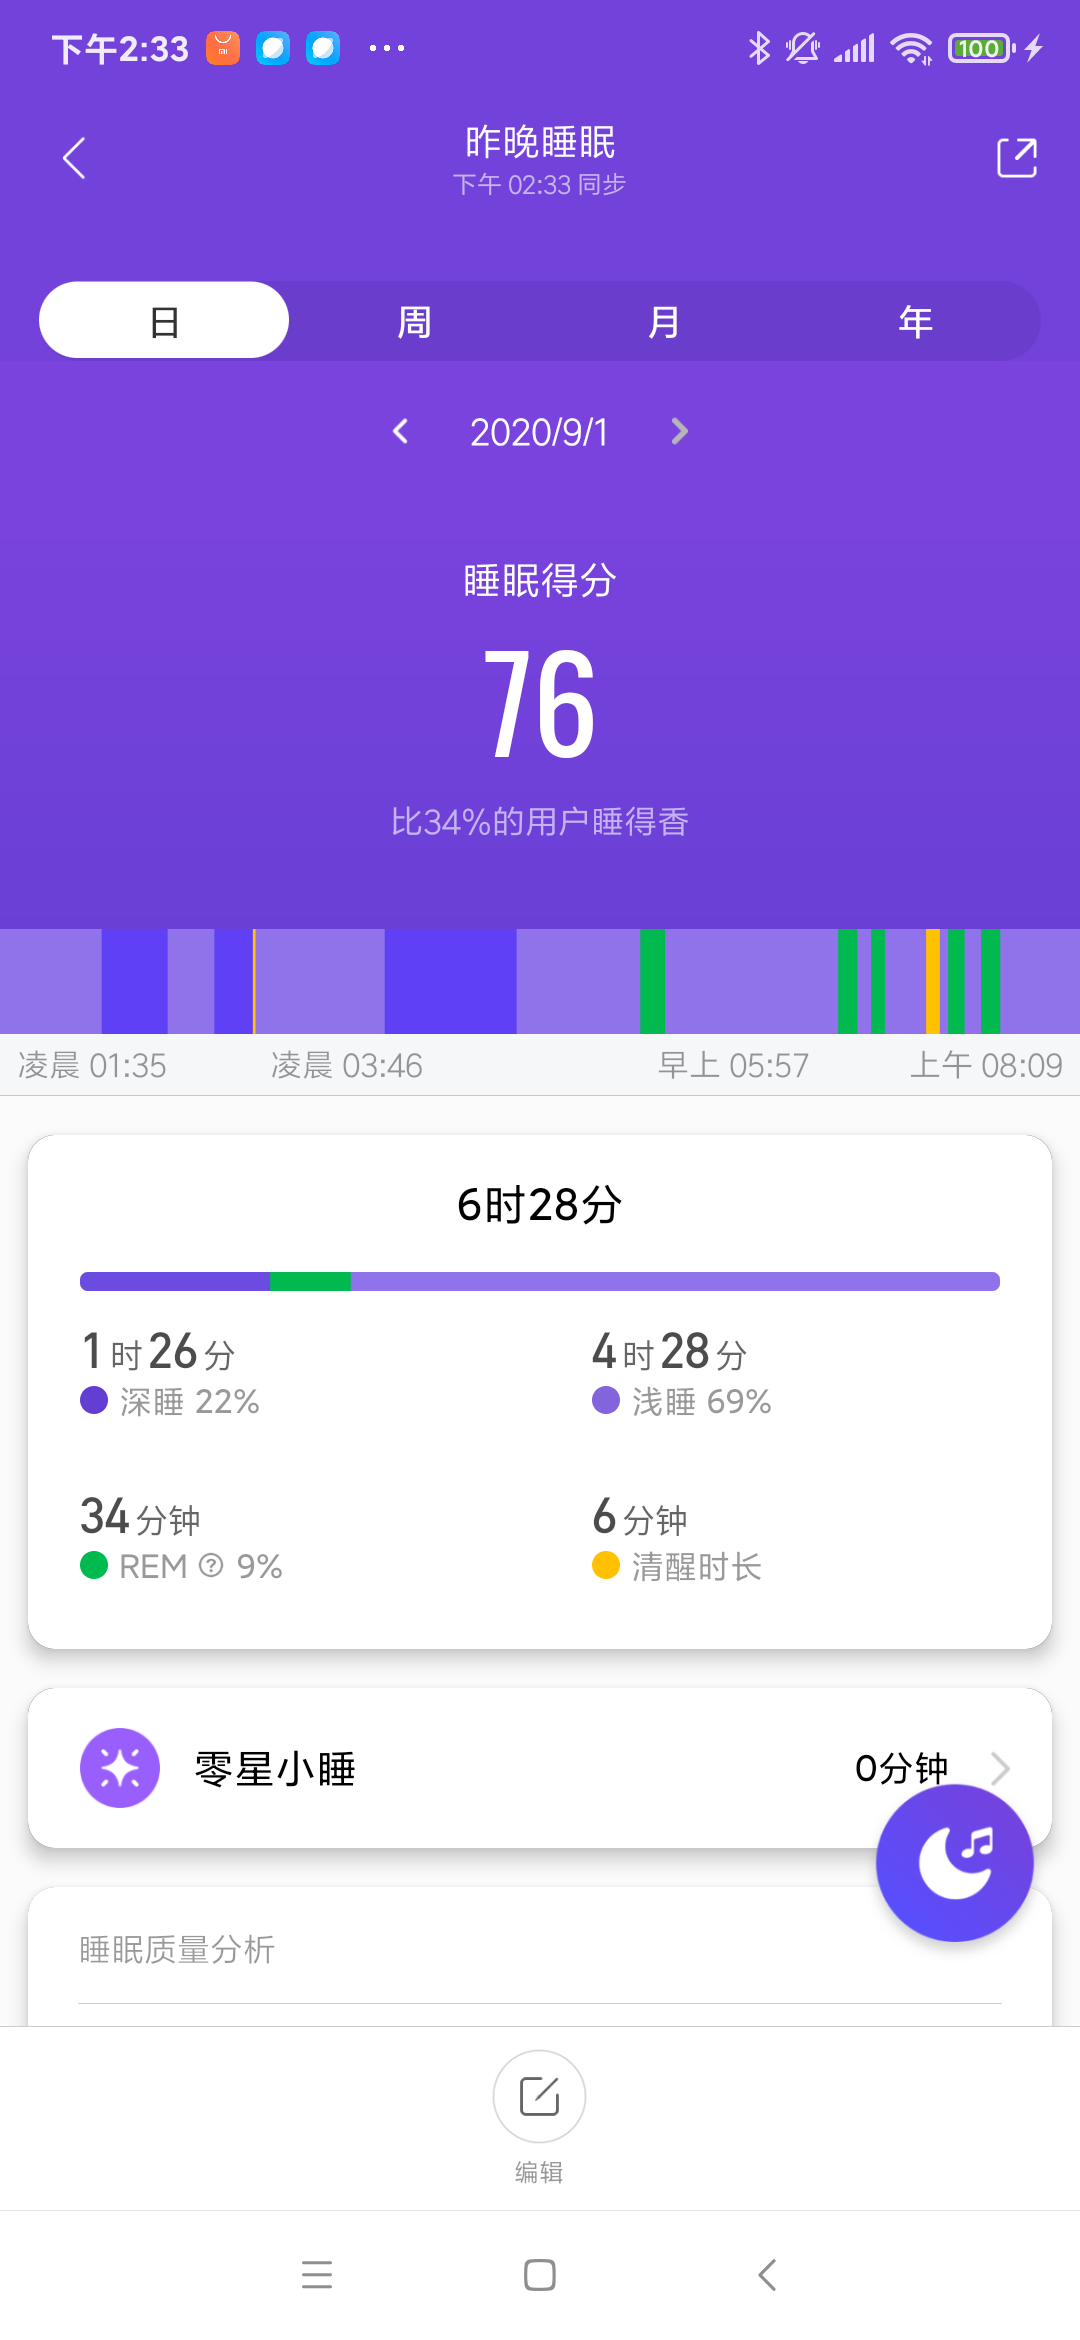 下午2:33
100
昨晚睡眠
下午 02:33 同步
日 周 月 年
2020/9/1
睡眠得分
76
比34%的用户睡得香
凌晨 01:35 凌晨 03:46 早上 05:57 上午 08:09
6时28分
1时26分 4时28分
深睡 22% 浅睡 69%
34分钟 6分钟
REM ? 9% 清醒时长
零星小睡 0分钟
睡眠质量分析
编辑